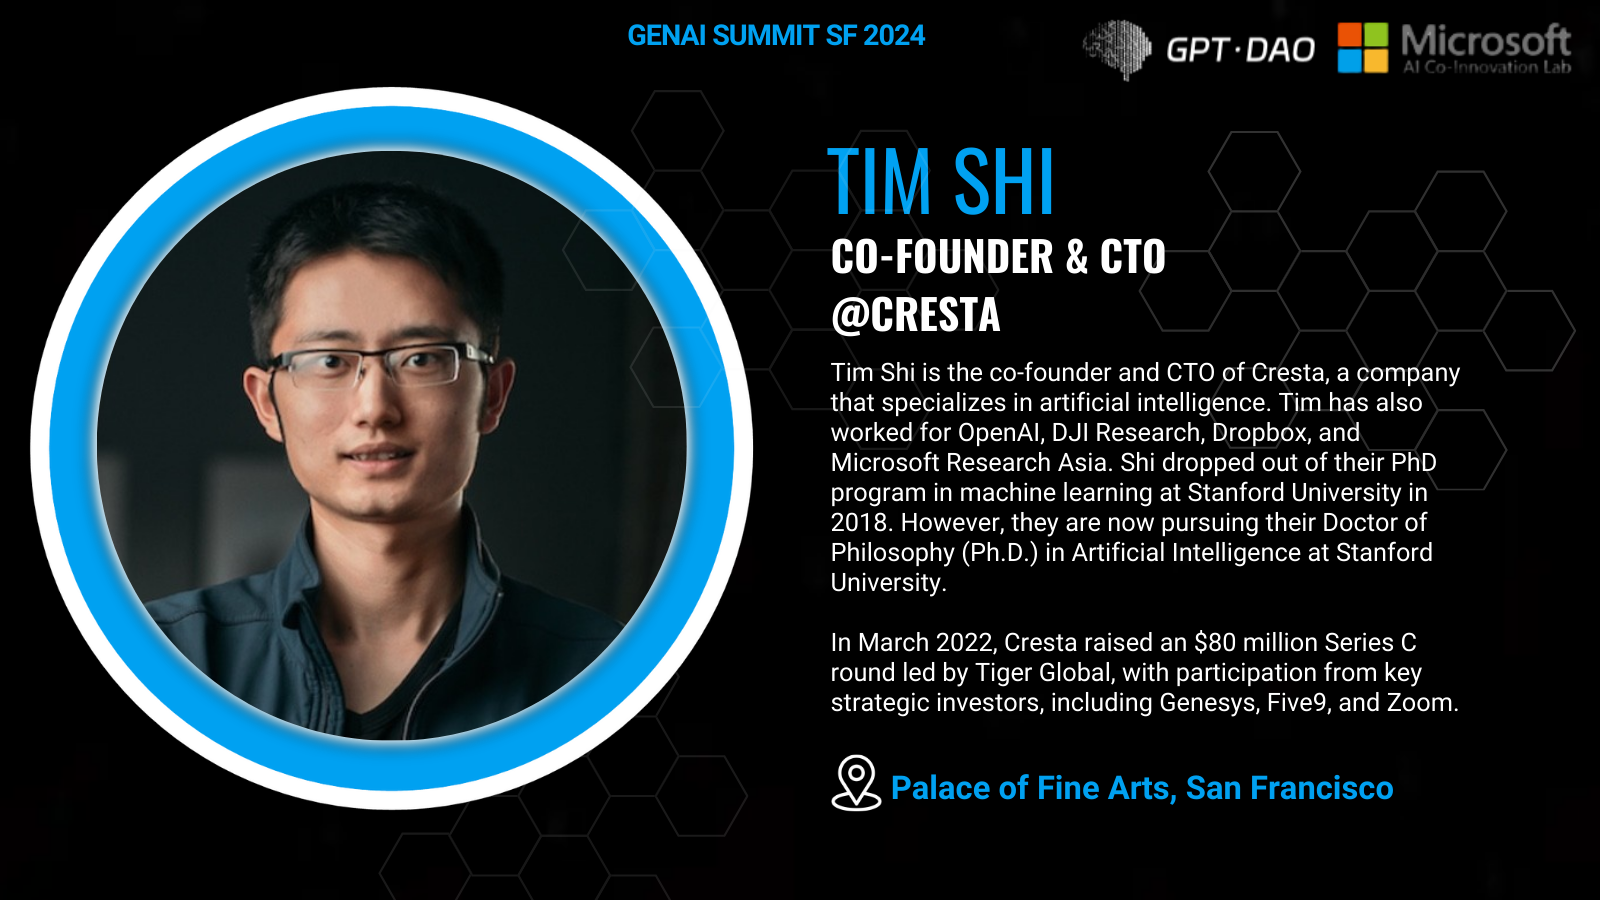 GENAI SUMMIT SF 2024
GPT·DAO
Microsoft
AI Co-Innovation Lab
TIM SHI
CO-FOUNDER & CTO
@CRESTA
Tim Shi is the co-founder and CTO of Cresta, a company
that specializes in artificial intelligence. Tim has also
worked for OpenAI, DJI Research, Dropbox, and
Microsoft Research Asia. Shi dropped out of their PhD
program in machine learning at Stanford University in
2018. However, they are now pursuing their Doctor of
Philosophy (Ph.D.) in Artificial Intelligence at Stanford
University.
In March 2022, Cresta raised an $80 million Series C
round led by Tiger Global, with participation from key
strategic investors, including Genesys, Five9, and Zoom.
Palace of Fine Arts, San Francisco